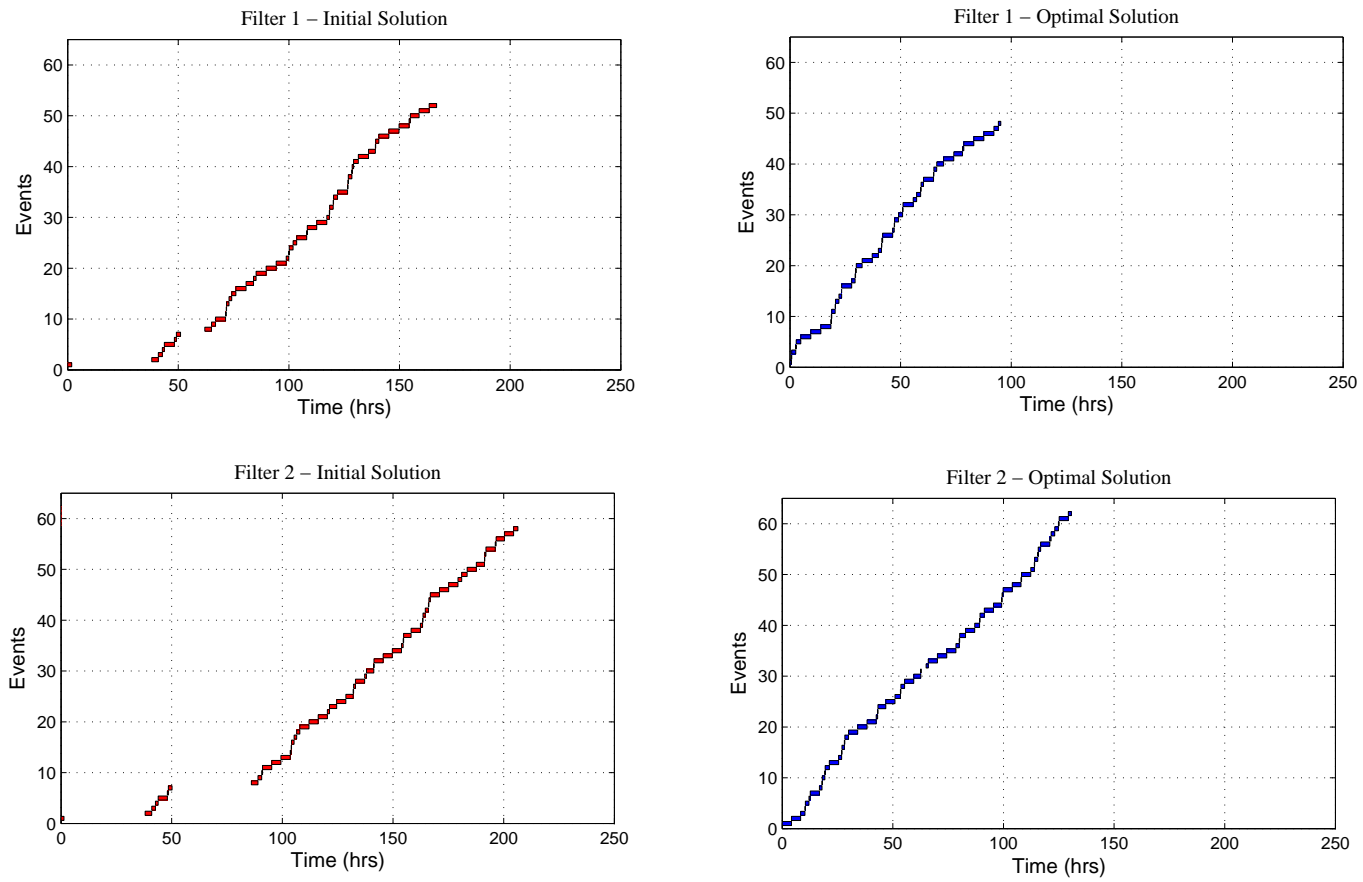 Filter 1 – Initial Solution
60
50
40
30
20
10
0
Events
0 50 100 150 200 250
Time (hrs)
Filter 1 – Optimal Solution
60
50
40
30
20
10
0
Events
0 50 100 150 200 250
Time (hrs)
Filter 2 – Initial Solution
60
50
40
30
20
10
0
Events
0 50 100 150 200 250
Time (hrs)
Filter 2 – Optimal Solution
60
50
40
30
20
10
0
Events
0 50 100 150 200 250
Time (hrs)